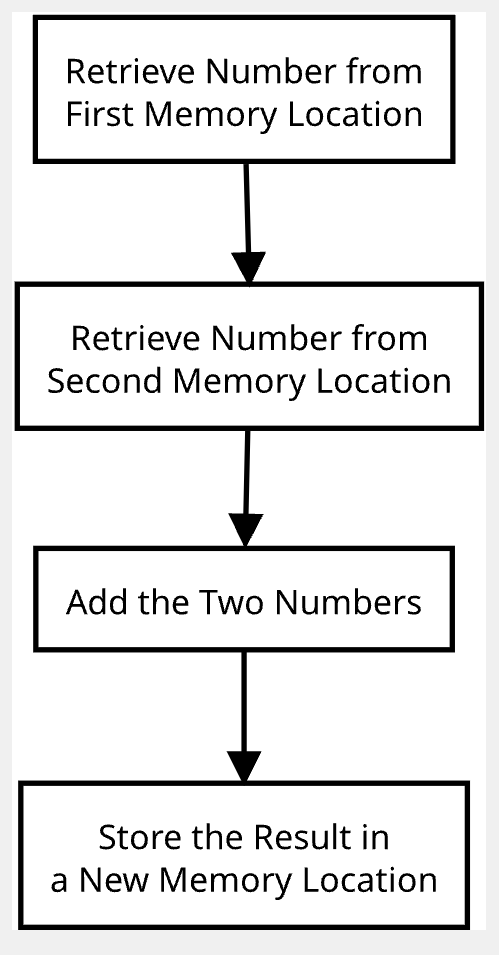 Retrieve Number from
First Memory Location
Retrieve Number from
Second Memory Location
Add the Two Numbers
Store the Result in
a New Memory Location